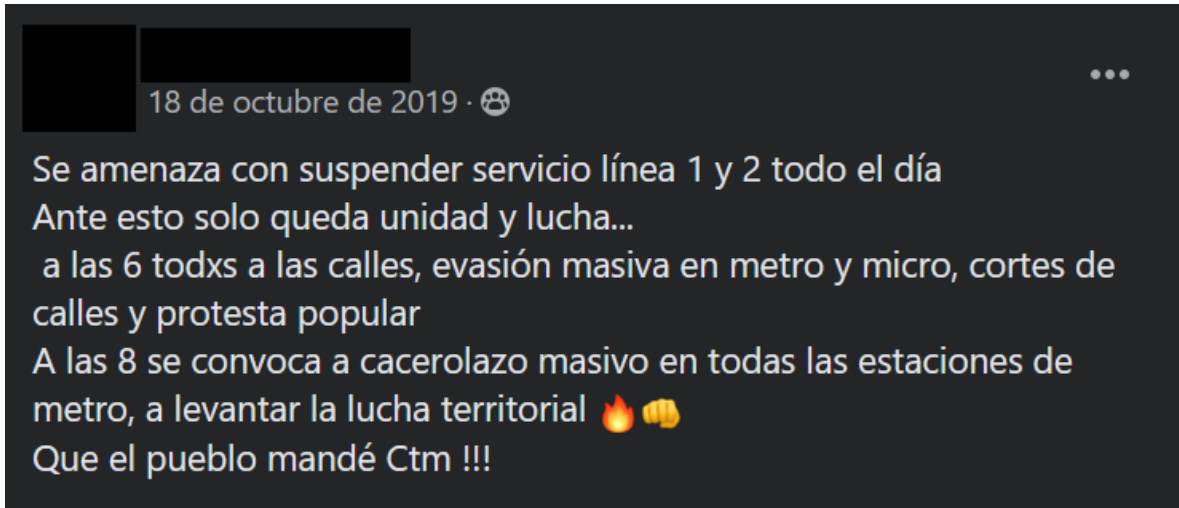 18 de octubre de 2019 ·
Se amenaza con suspender servicio línea 1 y 2 todo el día
Ante esto solo queda unidad y lucha...
a las 6 todxs a las calles, evasión masiva en metro y micro, cortes de
calles y protesta popular
A las 8 se convoca a cacerolazo masivo en todas las estaciones de
metro, a levantar la lucha territorial 🔥👊
Que el pueblo mandé Ctm !!!